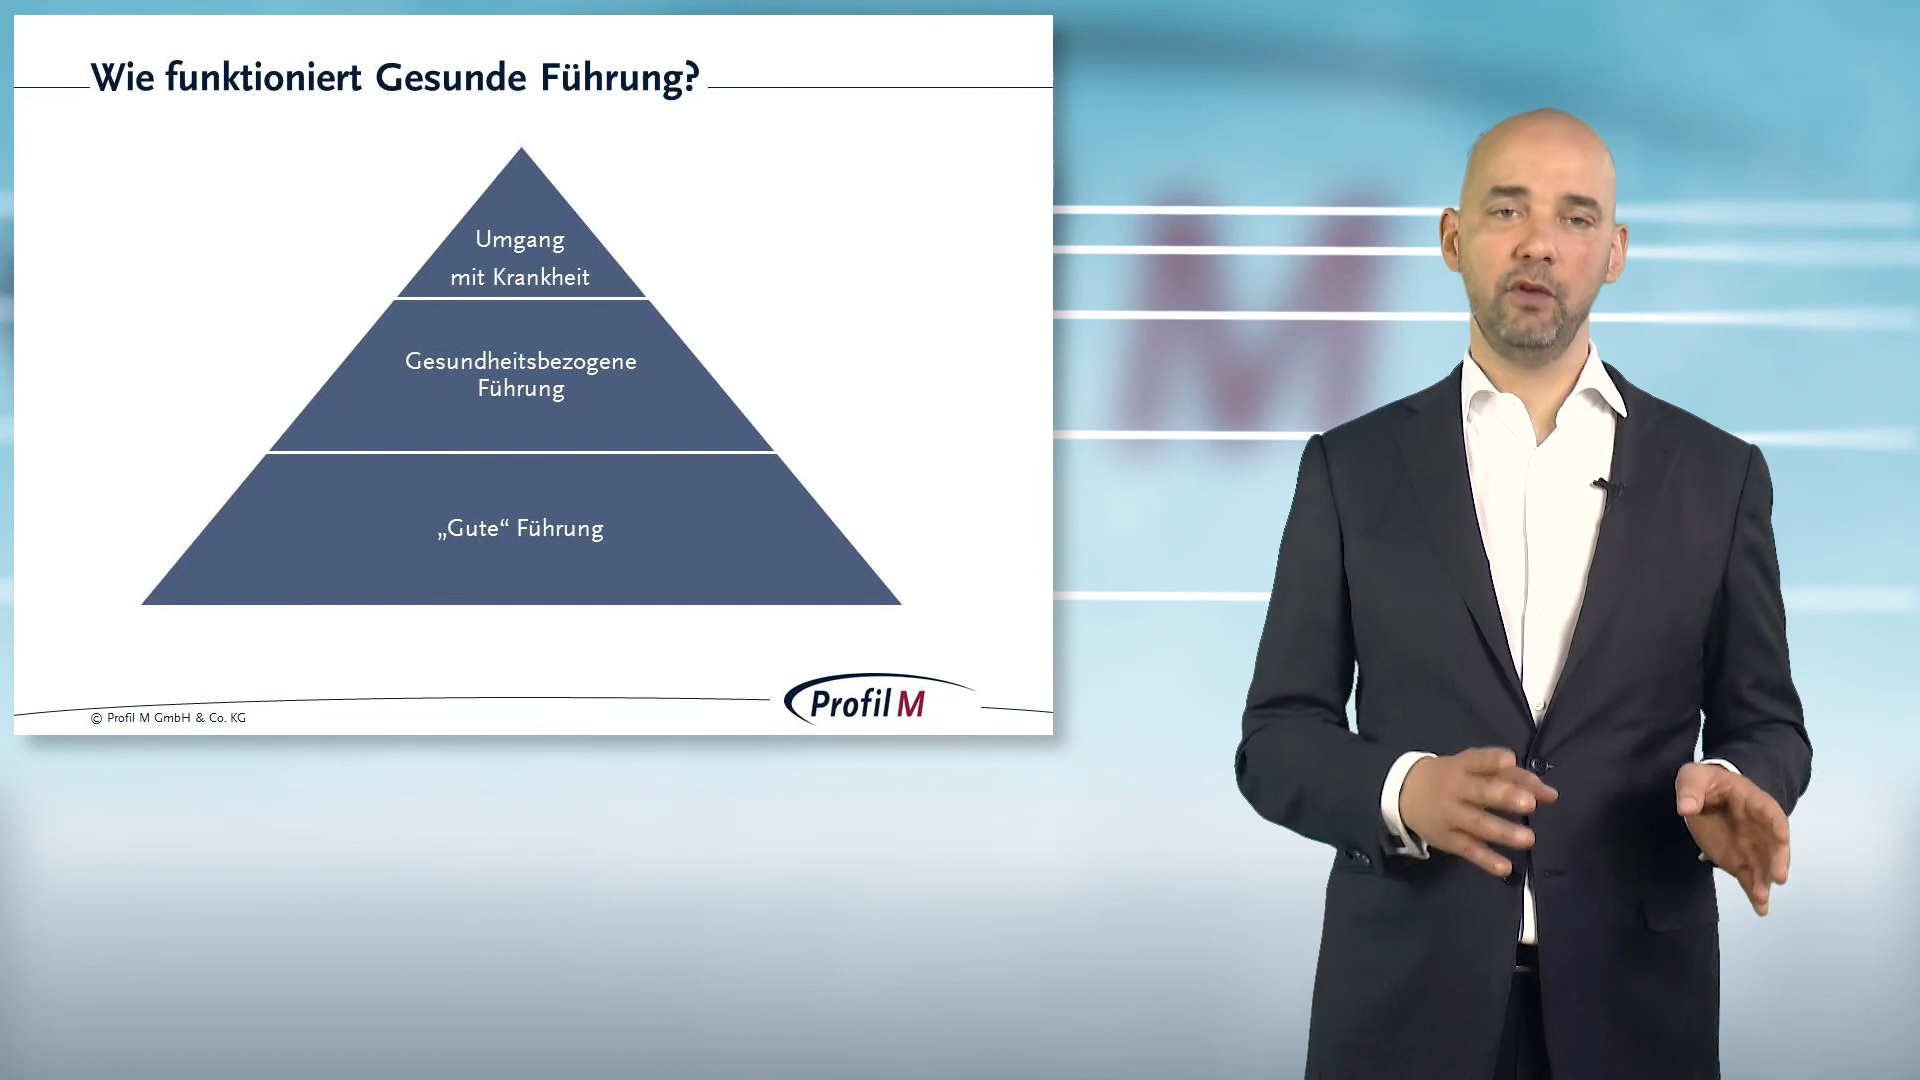 Wie funktioniert Gesunde Führung?
Umgang
mit Krankheit
Gesundheitsbezogene
Führung
„Gute“ Führung
© Profil M GmbH & Co. KG
Profil M
M